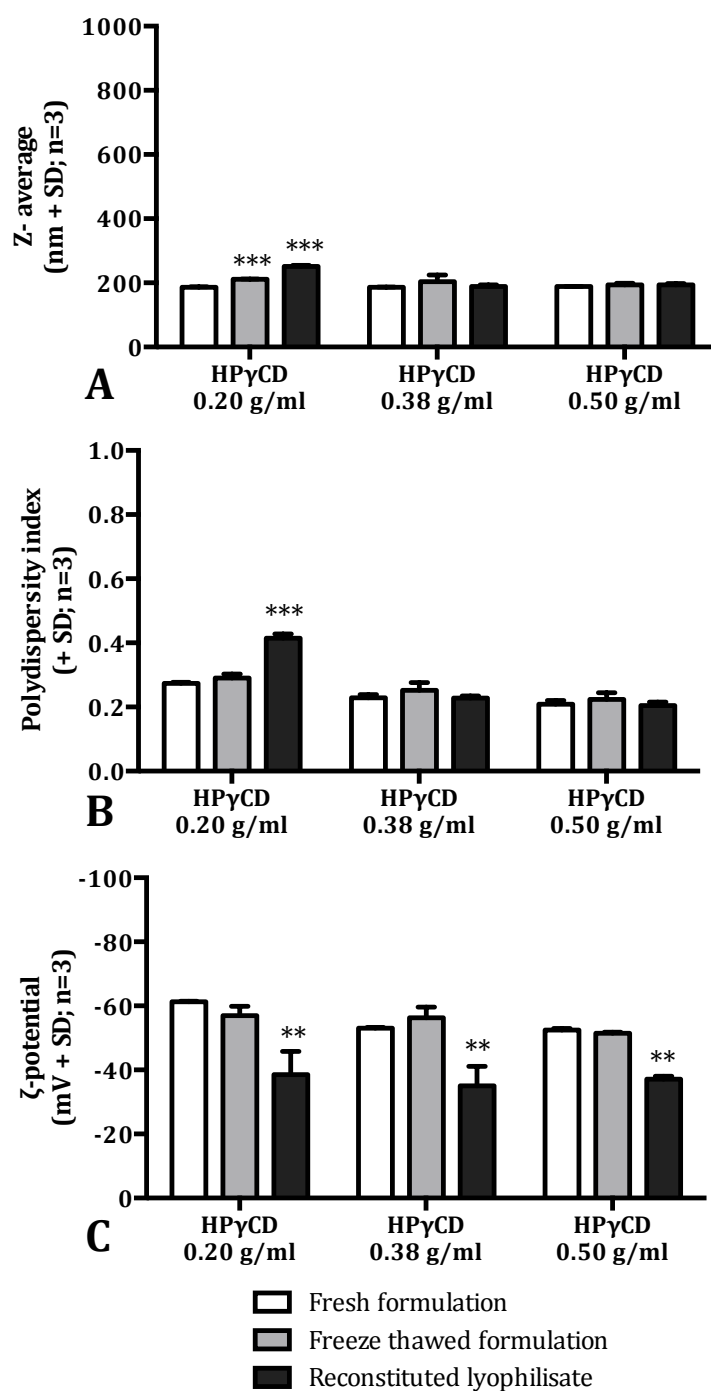 1000
800
600
400
200
0
Z- average
(nm + SD; n=3)
***
***
HPγCD
0.20 g/ml
HPγCD
0.38 g/ml
HPγCD
0.50 g/ml
A
1.0
0.8
0.6
0.4
0.2
0.0
Polydispersity index
(+ SD; n=3)
***
HPγCD
0.20 g/ml
HPγCD
0.38 g/ml
HPγCD
0.50 g/ml
B
-100
-80
-60
-40
-20
0
ζ-potential
(mV + SD; n=3)
**
**
**
HPγCD
0.20 g/ml
HPγCD
0.38 g/ml
HPγCD
0.50 g/ml
C
Fresh formulation
Freeze thawed formulation
Reconstituted lyophilisate